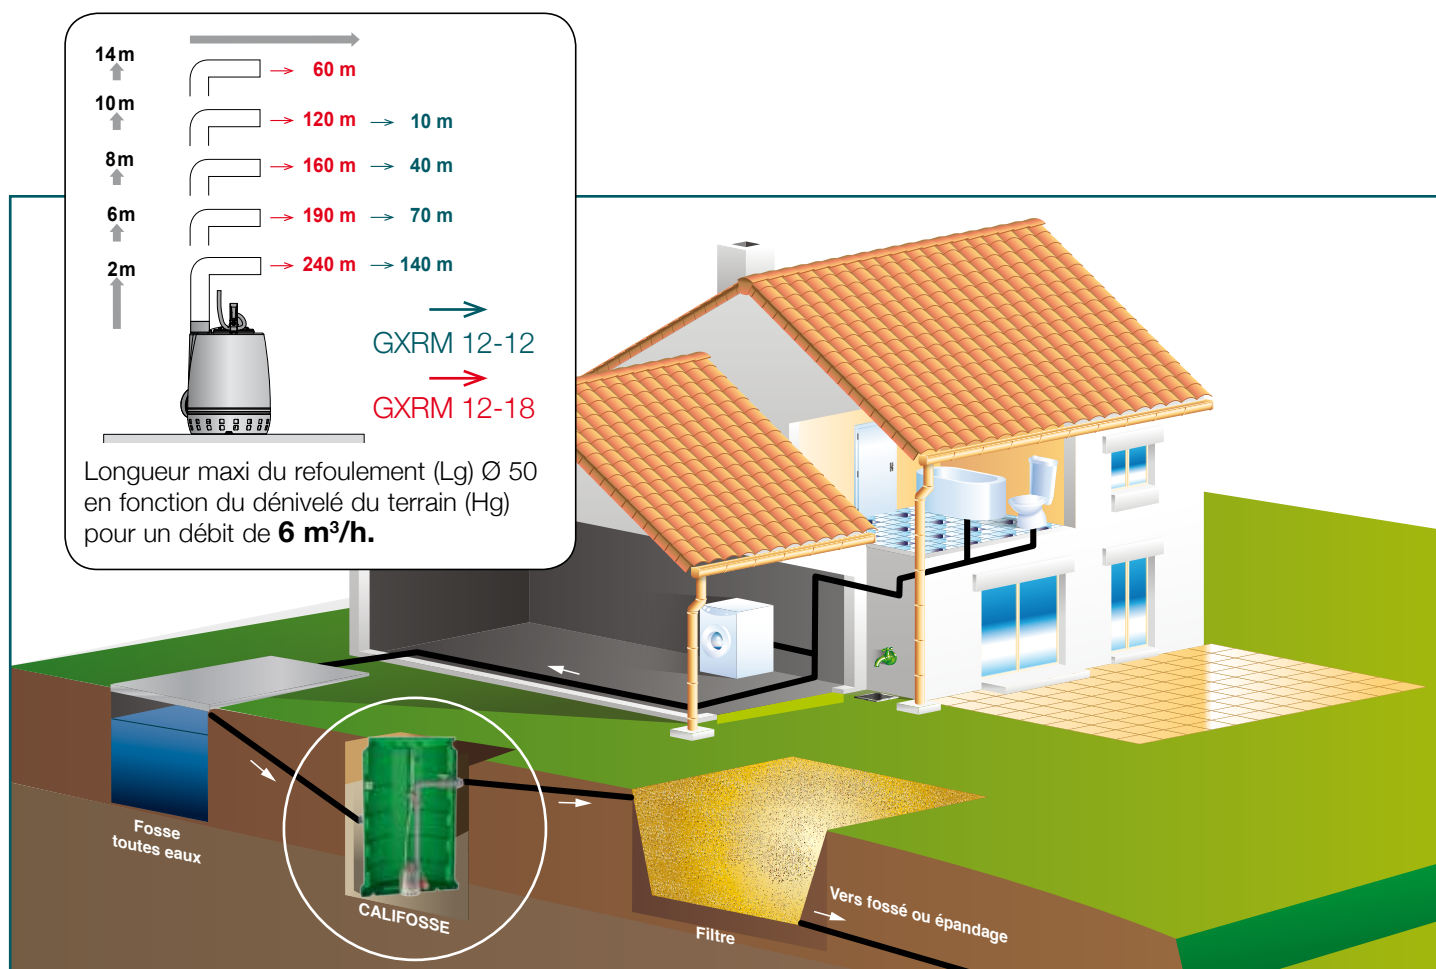 14m
60 m
10m
120 m 10 m
8m
160 m 40 m
6m
190 m 70 m
2m
240 m 140 m
GXRM 12-12
GXRM 12-18
Longueur maxi du refoulement (Lg) Ø 50
en fonction du dénivelé du terrain (Hg)
pour un débit de 6 m³/h.
Fosse
toutes eaux
CALIFOSSE
Filtre
Vers fossé ou épandage